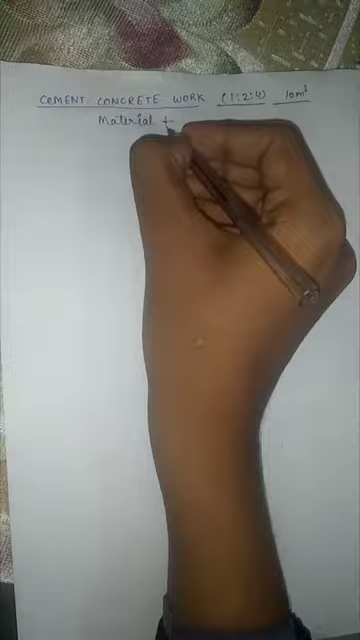 CEMENT CONCRETE WORK (1:2:4) 10m³
Material +